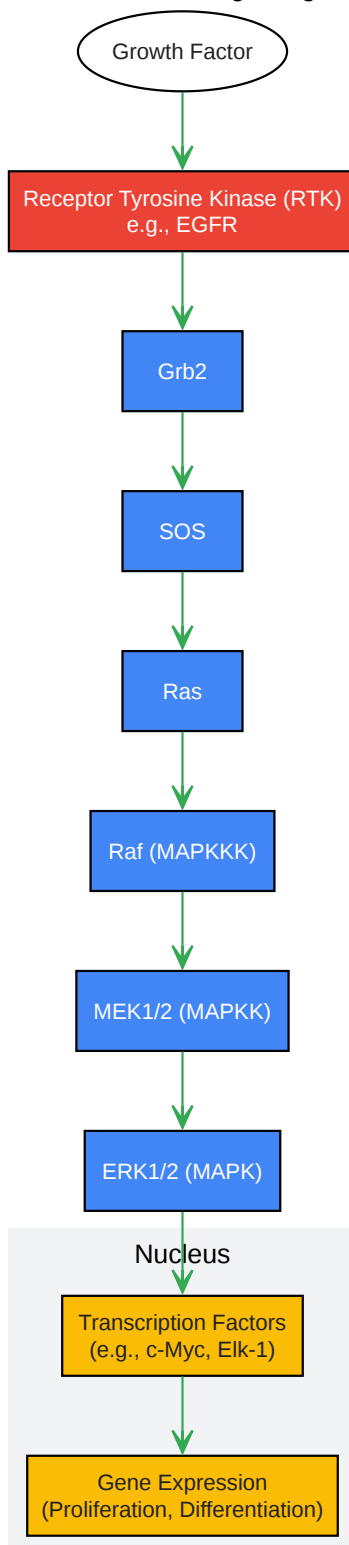 Growth Factor
Receptor Tyrosine Kinase (RTK)
e.g., EGFR
Grb2
SOS
Ras
Raf (MAPKKK)
MEK1/2 (MAPKK)
ERK1/2 (MAPK)
Nucleus
Transcription Factors
(e.g., c-Myc, Elk-1)
Gene Expression
(Proliferation, Differentiation)